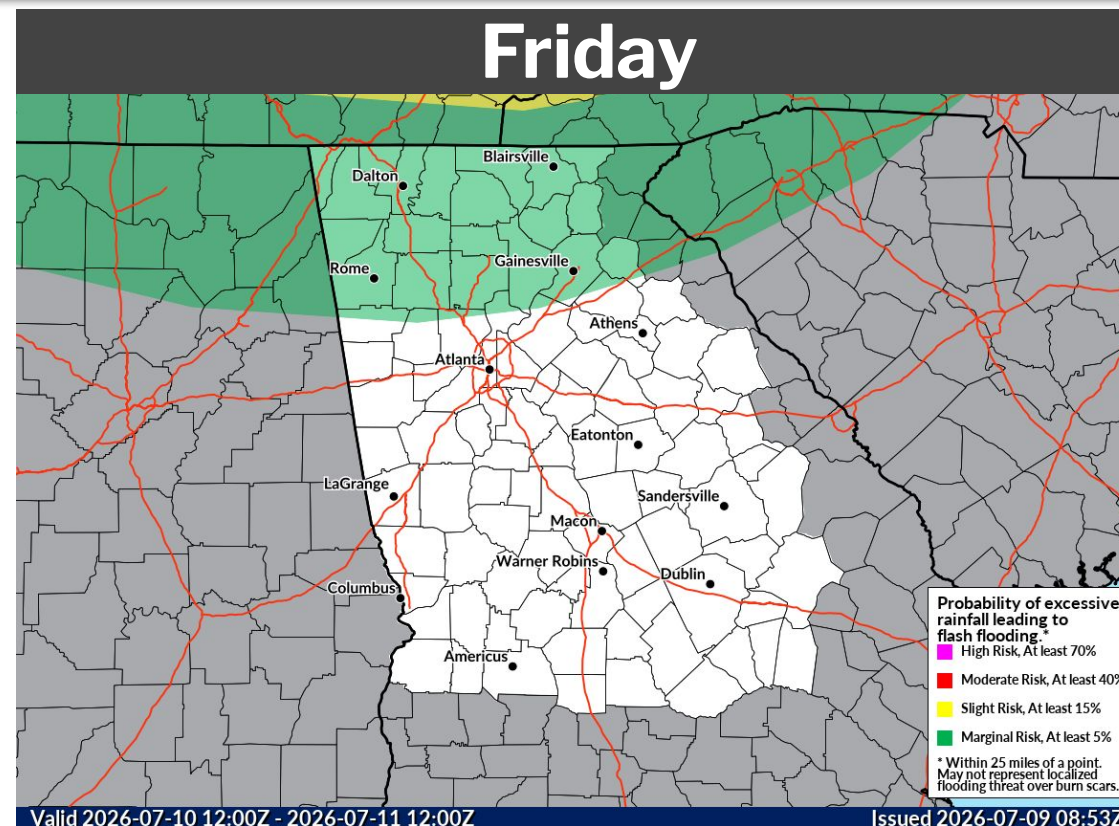 Friday
Blairsville
Dalton
Gainesville
Rome
Athens
Atlanta
Eatonton
LaGrange
Sandersville
Macon
Warner Robins
Dublin
Columbus
Americus
Probability of excessive
rainfall leading to
flash flooding.*
High Risk, At least 70%
Moderate Risk, At least 40%
Slight Risk, At least 15%
Marginal Risk, At least 5%
* Within 25 miles of a point.
May not represent localized
flooding threat over burn scars.
Valid 2026-07-10 12:00Z - 2026-07-11 12:00Z
Issued 2026-07-09 08:53Z